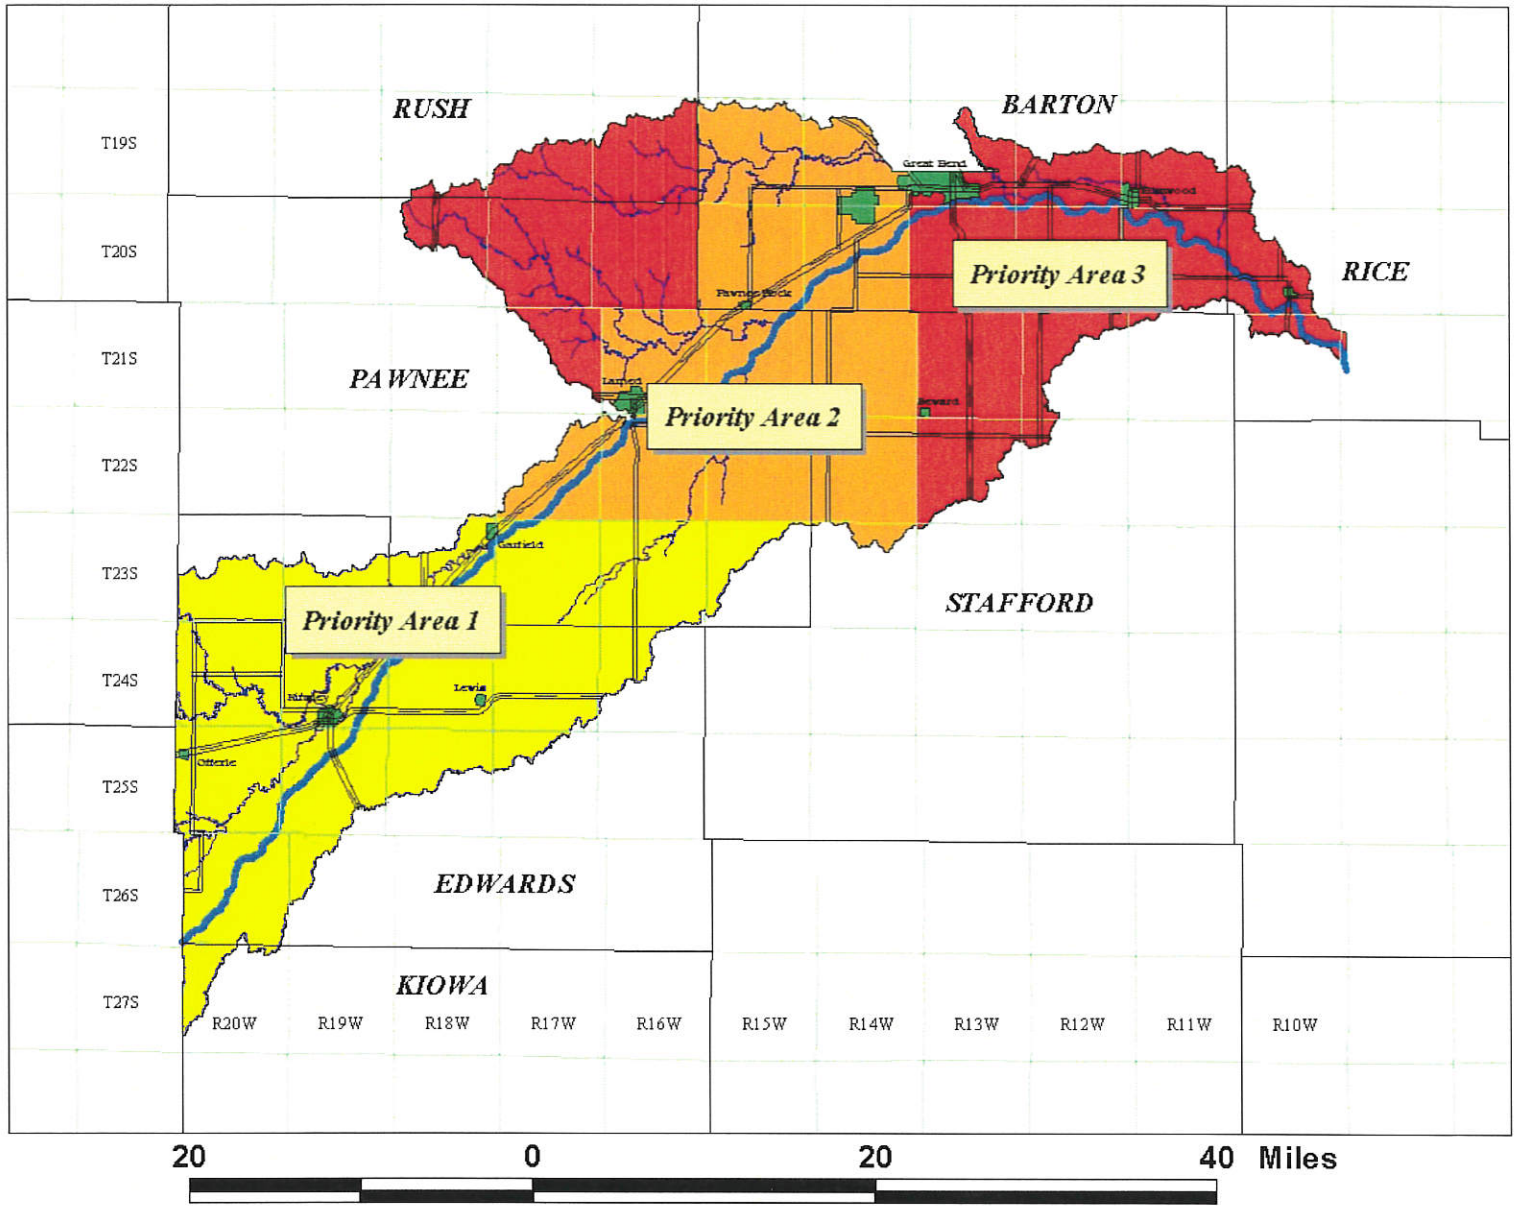 RUSH
BARTON
T19S
Great Bend
T20S
Priority Area 3
RICE
Pawnee Rock
T21S
PAWNEE
Larned
Priority Area 2
Seward
T22S
Garfield
T23S
Priority Area 1
STAFFORD
T24S
Lewis
Kinsley
Offerle
T25S
EDWARDS
T26S
KIOWA
T27S
R20W R19W R18W R17W R16W R15W R14W R13W R12W R11W R10W
20 0 20 40 Miles